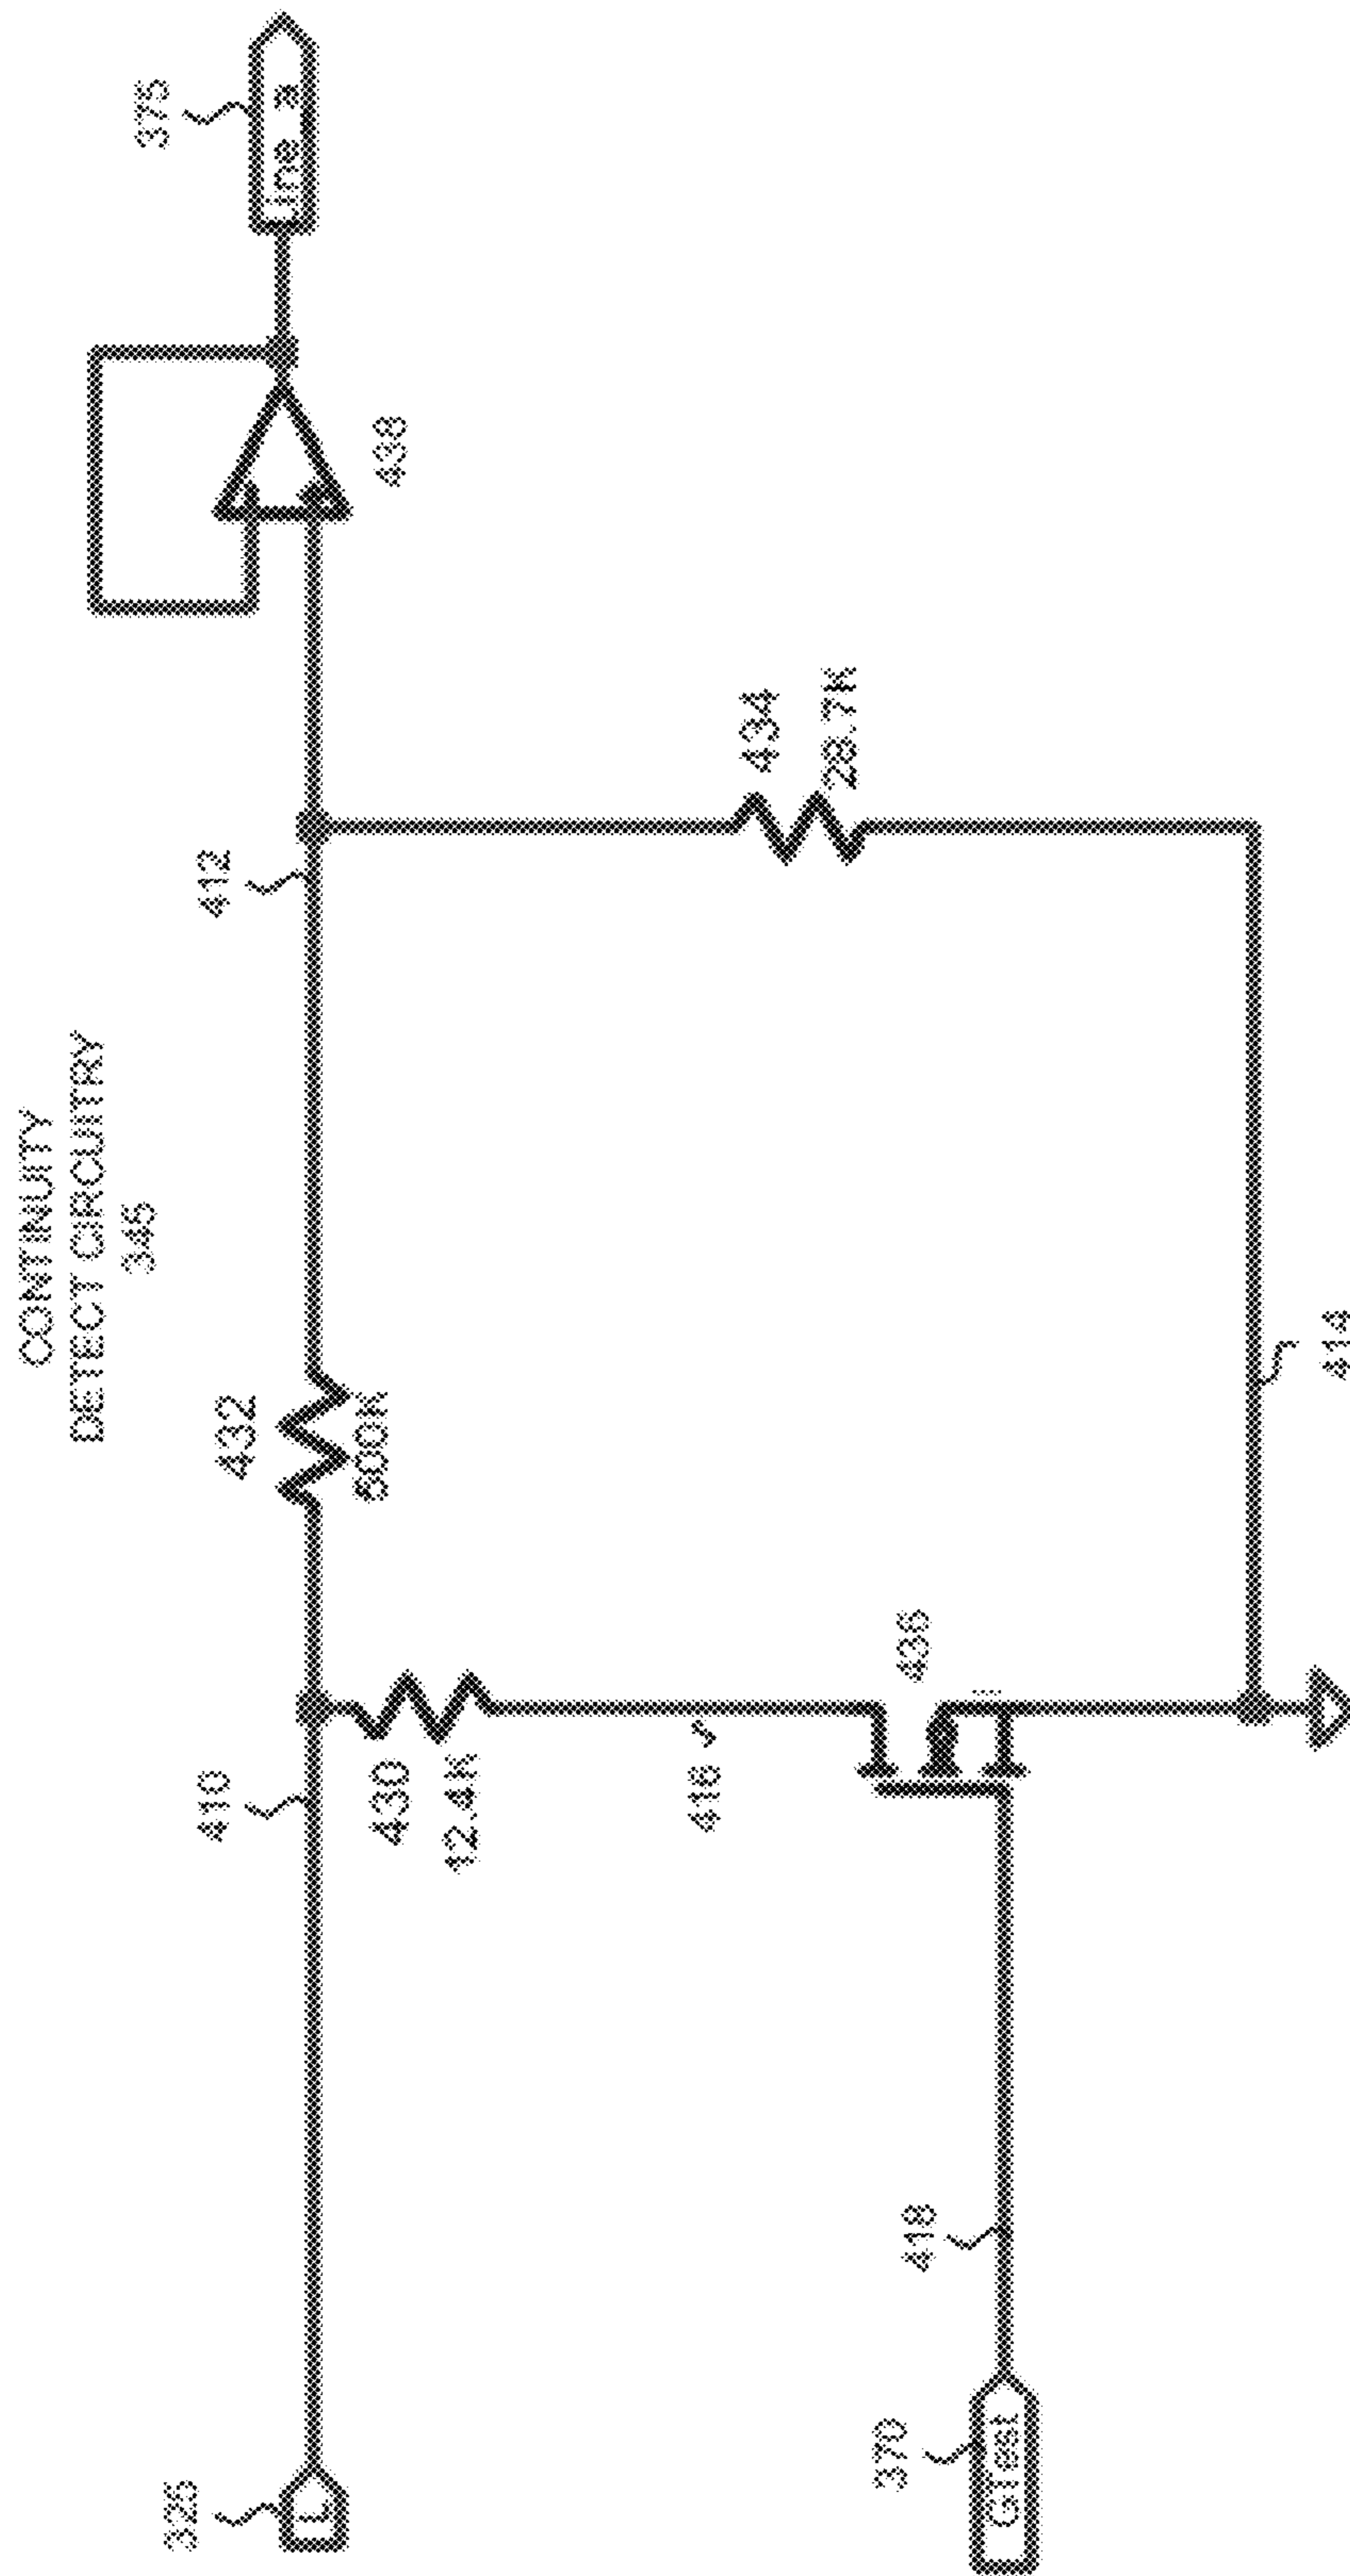 CONTINUITY
DETECT CIRCUITRY
345
325
L
410
432
500K
412
375
Line a
430
12.4K
438
416
434
28.7K
436
370
GTest
418
414